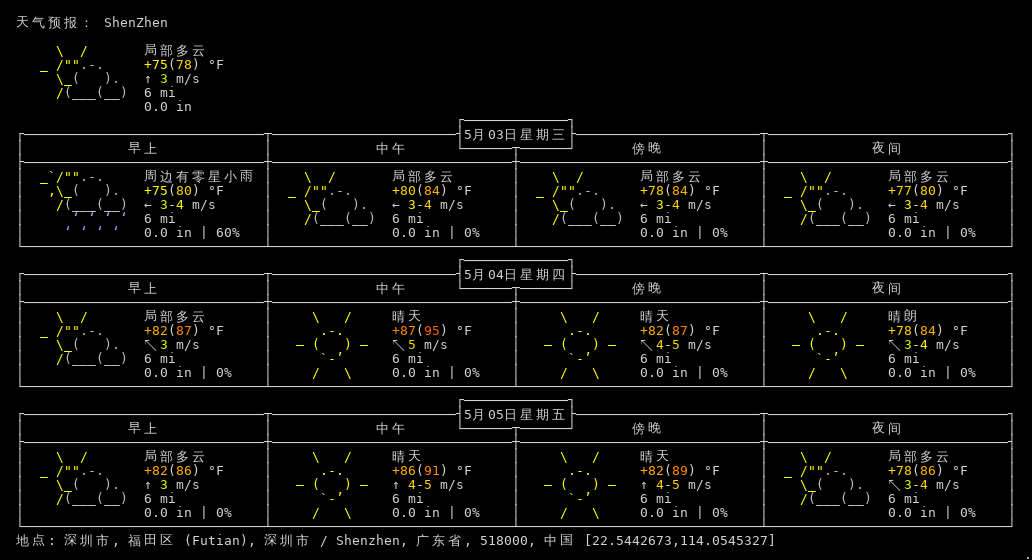 天气预报： ShenZhen
局部多云
+75(78) °F
↑ 3 m/s
6 mi
0.0 in
5月03日星期三
早上 中午 傍晚 夜间
周边有零星小雨 局部多云 局部多云 局部多云
+75(80) °F +80(84) °F +78(84) °F +77(80) °F
← 3-4 m/s ← 3-4 m/s ← 3-4 m/s ← 3-4 m/s
6 mi 6 mi 6 mi 6 mi
0.0 in | 60% 0.0 in | 0% 0.0 in | 0% 0.0 in | 0%
5月04日星期四
早上 中午 傍晚 夜间
局部多云 晴天 晴天 晴朗
+82(87) °F +87(95) °F +82(87) °F +78(84) °F
↖ 3 m/s ↖ 5 m/s ↖ 4-5 m/s ↖ 3-4 m/s
6 mi 6 mi 6 mi 6 mi
0.0 in | 0% 0.0 in | 0% 0.0 in | 0% 0.0 in | 0%
5月05日星期五
早上 中午 傍晚 夜间
局部多云 晴天 晴天 局部多云
+82(86) °F +86(91) °F +82(89) °F +78(86) °F
↑ 3 m/s ↑ 4-5 m/s ↑ 4-5 m/s ↖ 3-4 m/s
6 mi 6 mi 6 mi 6 mi
0.0 in | 0% 0.0 in | 0% 0.0 in | 0% 0.0 in | 0%
地点: 深圳市, 福田区 (Futian), 深圳市 / Shenzhen, 广东省, 518000, 中国 [22.5442673,114.0545327]